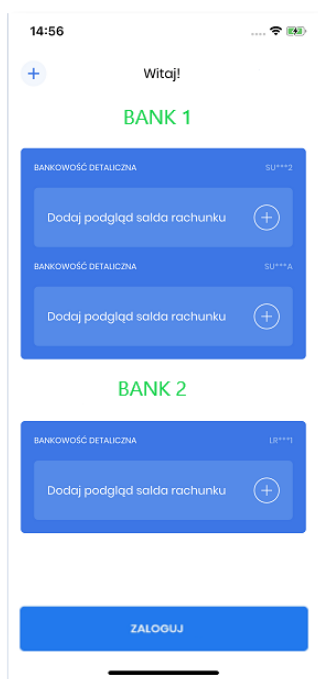 14:56
Witaj!
BANK 1
BANKOWOŚĆ DETALICZNA SU***2
Dodaj podgląd salda rachunku
BANKOWOŚĆ DETALICZNA SU***A
Dodaj podgląd salda rachunku
BANK 2
BANKOWOŚĆ DETALICZNA LR***1
Dodaj podgląd salda rachunku
ZALOGUJ